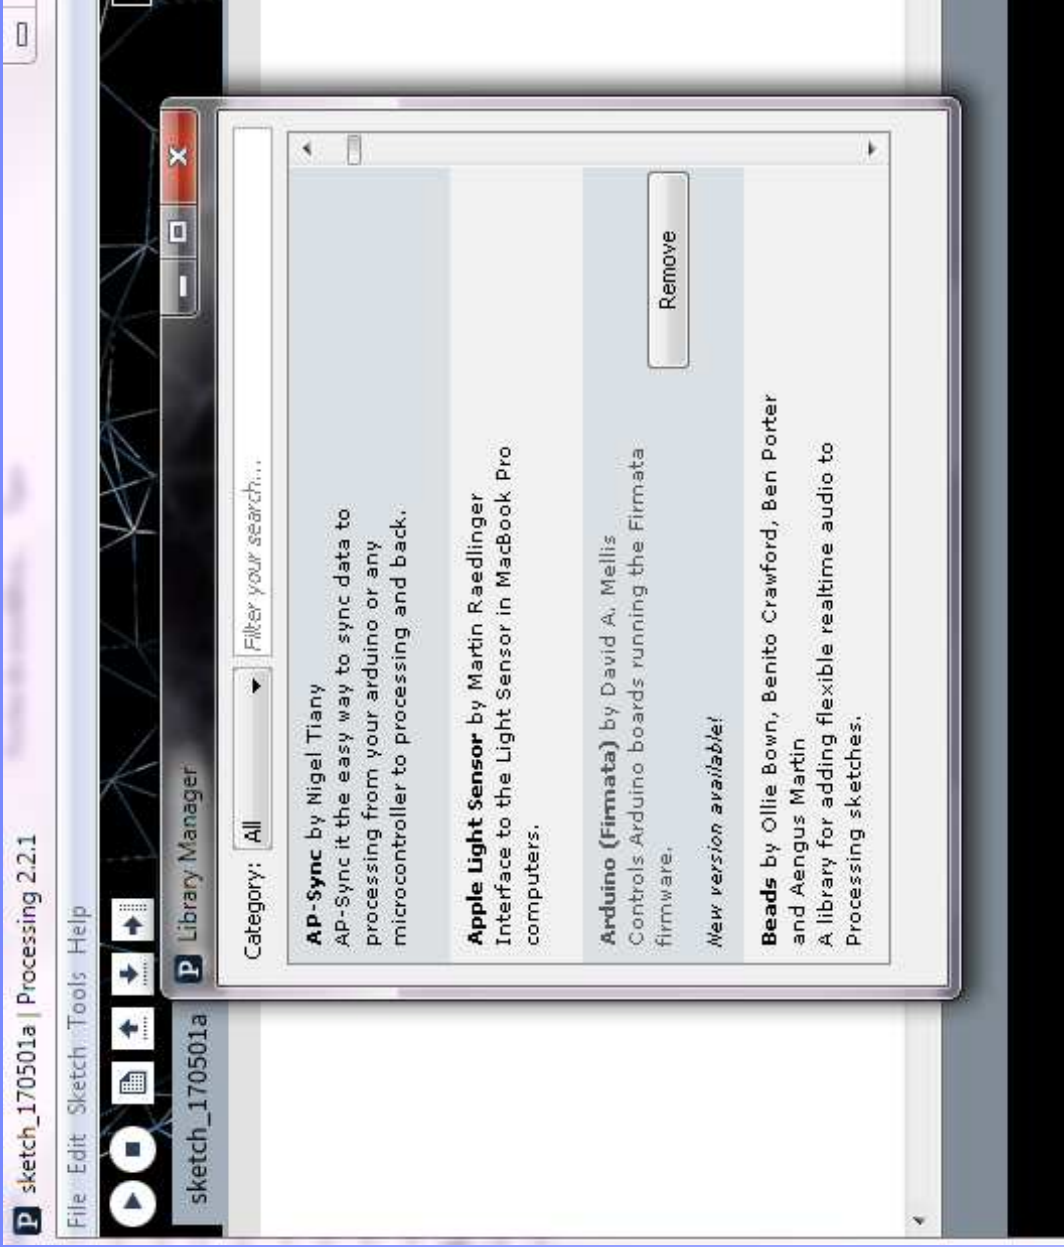 sketch_170501a | Processing 2.2.1
File Edit Sketch Tools Help
sketch_170501a
Library Manager
Category: All Filter your search...
AP-Sync by Nigel Tiany
AP-Sync it the easy way to sync data to
processing from your arduino or any
microcontroller to processing and back.
Apple Light Sensor by Martin Raedlinger
Interface to the Light Sensor in MacBook Pro
computers.
Arduino (Firmata) by David A. Mellis
Controls Arduino boards running the Firmata
firmware.
Remove
New version available!
Beads by Ollie Bown, Benito Crawford, Ben Porter
and Aengus Martin
A library for adding flexible realtime audio to
Processing sketches.